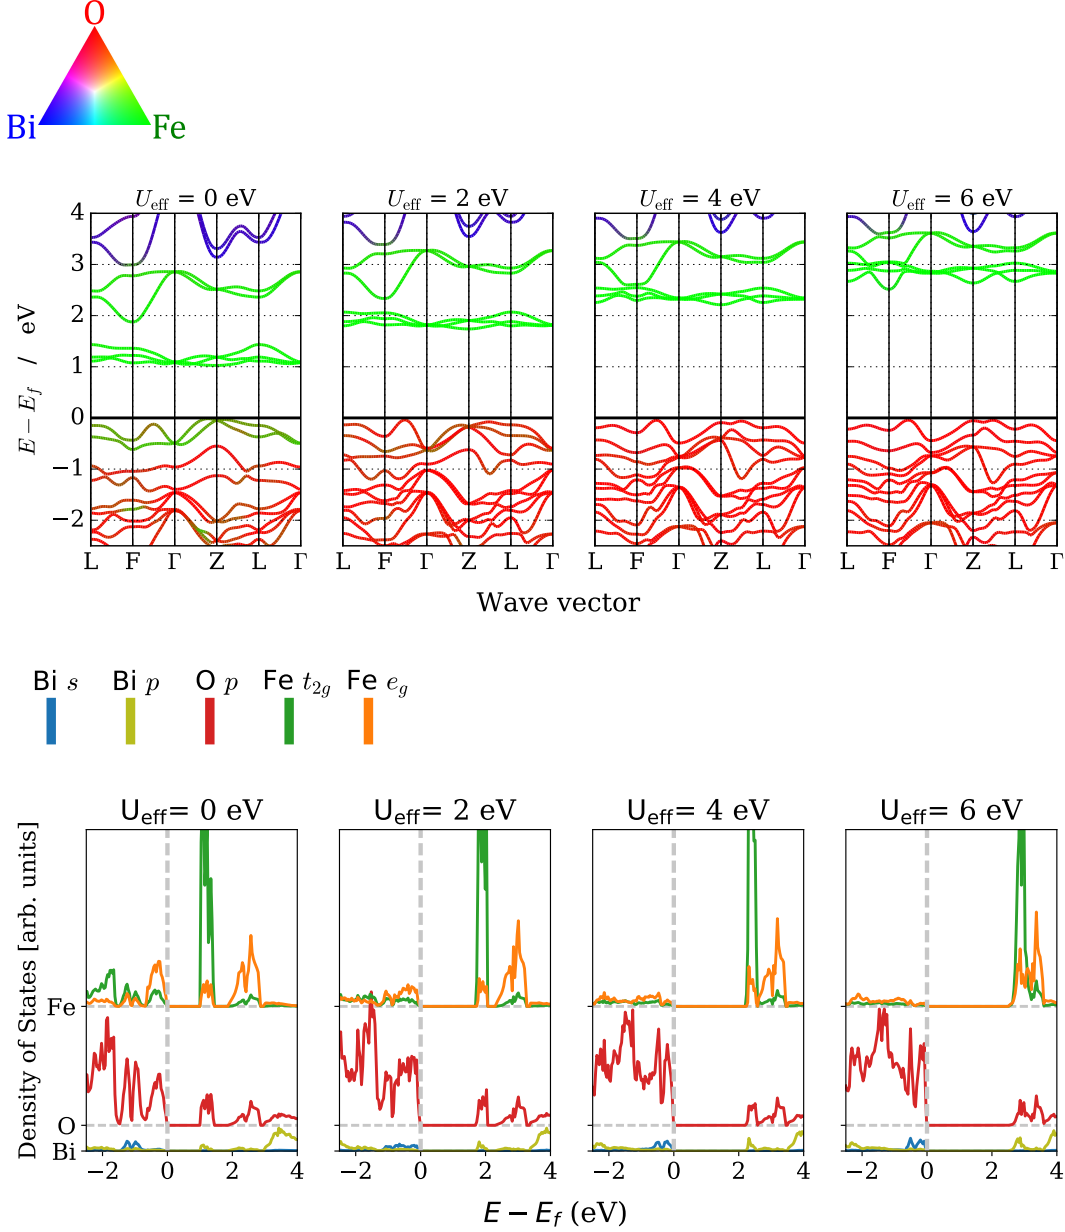 O
Bi Fe
U_eff = 0 eV U_eff = 2 eV U_eff = 4 eV U_eff = 6 eV
4
3
2
1
0
−1
−2
E − E_f / eV
L F Γ Z L Γ L F Γ Z L Γ L F Γ Z L Γ L F Γ Z L Γ
Wave vector
Bi s Bi p O p Fe t_2g Fe e_g
U_eff= 0 eV U_eff= 2 eV U_eff= 4 eV U_eff= 6 eV
Density of States [arb. units]
Fe
O
Bi
−2 0 2 4 −2 0 2 4 −2 0 2 4 −2 0 2 4
E − E_f (eV)